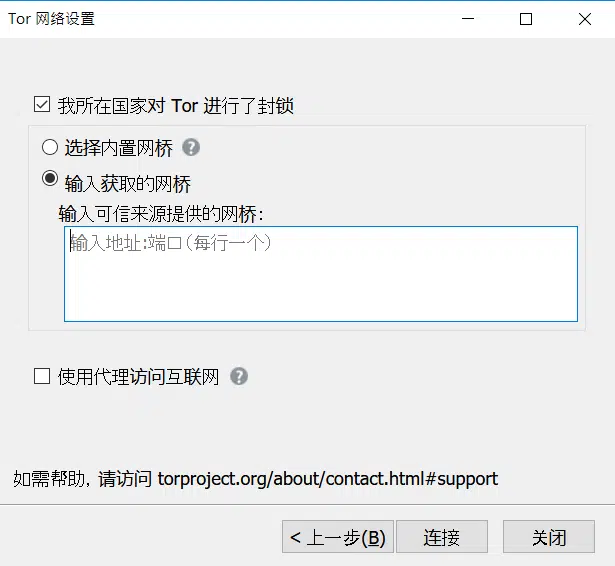 Tor 网络设置
我所在国家对 Tor 进行了封锁
选择内置网桥 ?
输入获取的网桥
输入可信来源提供的网桥:
输入地址:端口(每行一个)
使用代理访问互联网 ?
如需帮助, 请访问 torproject.org/about/contact.html#support
< 上一步(B) 连接 关闭